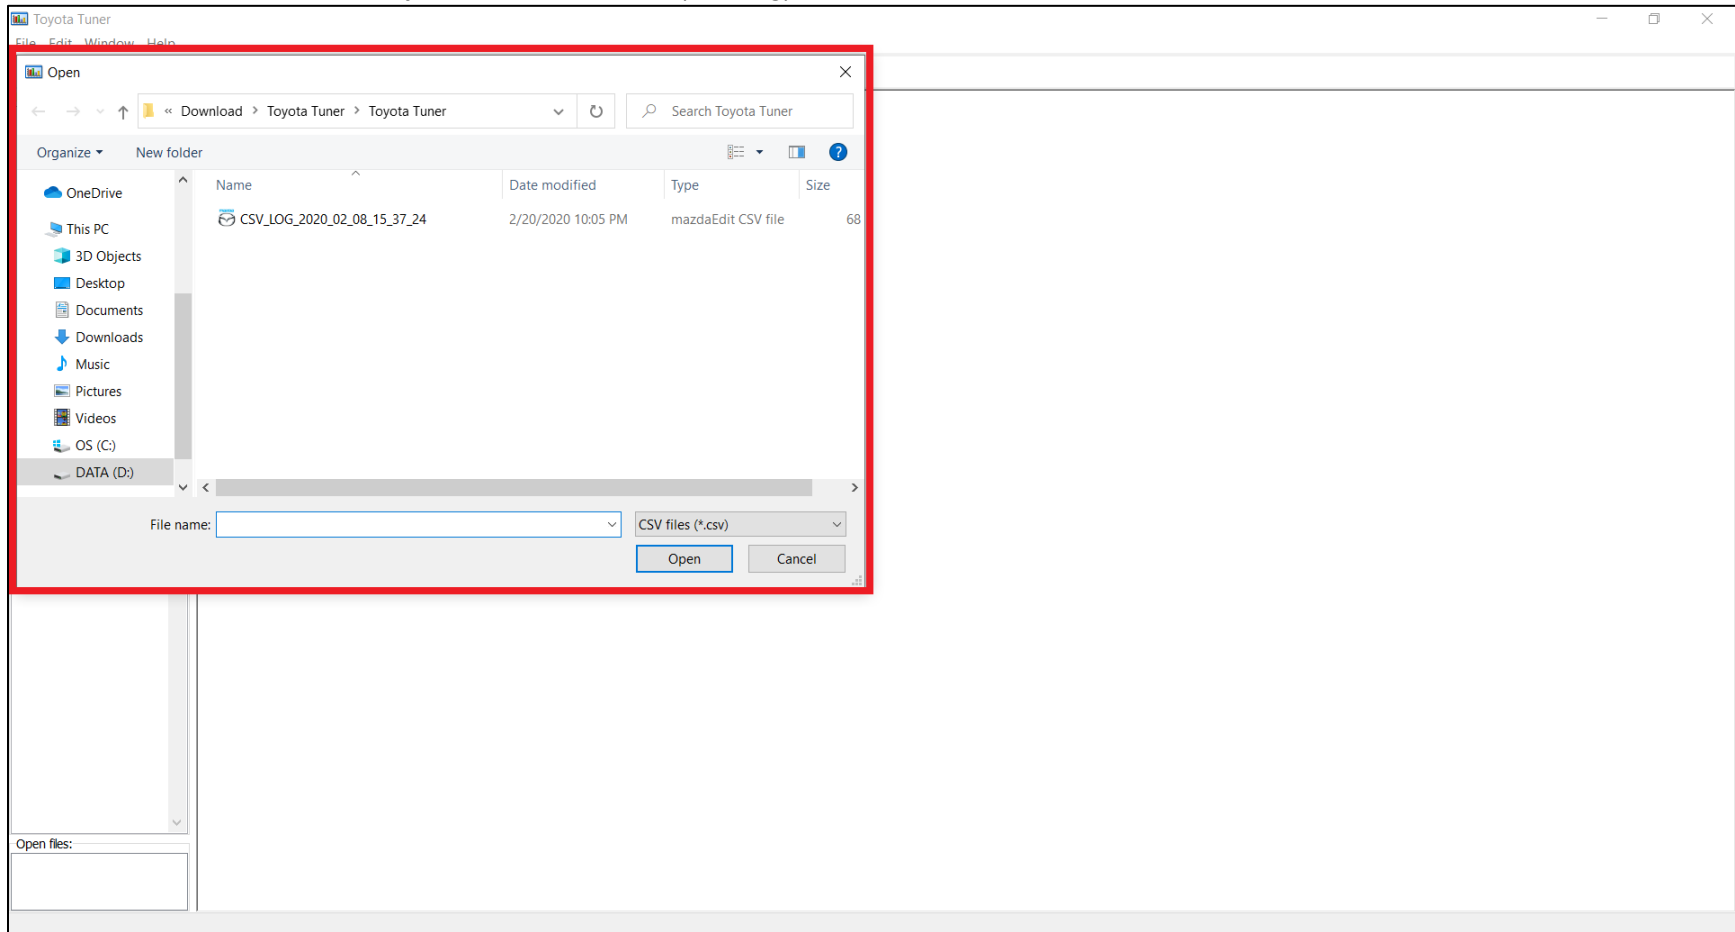 Toyota Tuner
File Edit Window Help
Open
« Download > Toyota Tuner > Toyota Tuner
Search Toyota Tuner
Organize
New folder
Name Date modified Type Size
CSV_LOG_2020_02_08_15_37_24 2/20/2020 10:05 PM mazdaEdit CSV file 68
OneDrive
This PC
3D Objects
Desktop
Documents
Downloads
Music
Pictures
Videos
OS (C:)
DATA (D:)
File name:
CSV files (*.csv)
Open Cancel
Open files: